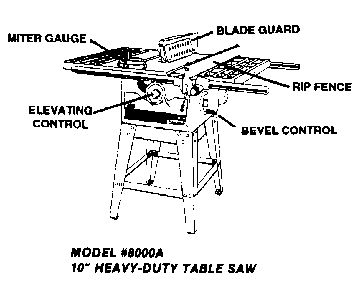 BLADE GUARD
MITER GAUGE
RIP FENCE
ELEVATING
CONTROL
BEVEL CONTROL
MODEL #8000A
10" HEAVY-DUTY TABLE SAW